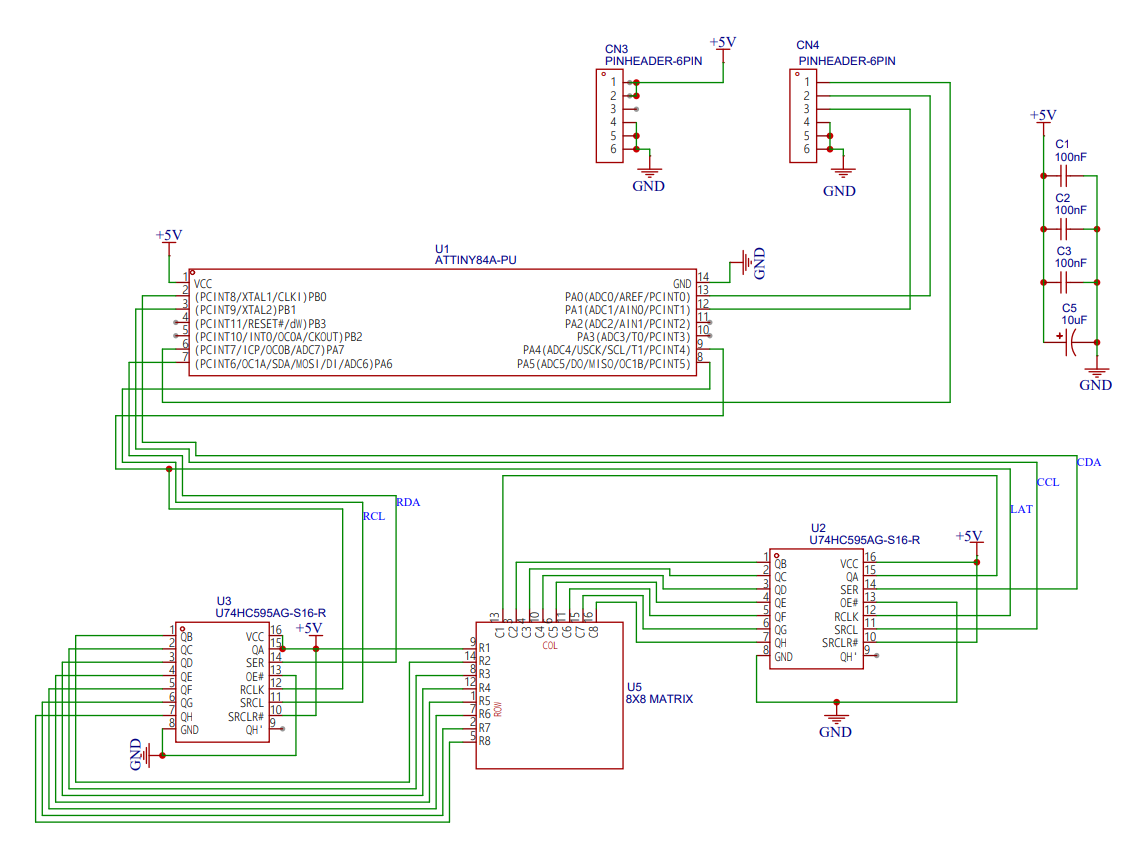 +5V
CN3
PINHEADER-6PIN
1
2
3
4
5
6
GND
CN4
PINHEADER-6PIN
1
2
3
4
5
6
GND
+5V
C1
100nF
C2
100nF
C3
100nF
C5
+
10uF
GND
+5V
U1
ATTINY84A-PU
GND
1 VCC
2 (PCINT8/XTAL1/CLKI)PB0
3 (PCINT9/XTAL2)PB1
4 (PCINT11/RESET#/dW)PB3
5 (PCINT10/INT0/OC0A/CKOUT)PB2
6 (PCINT7/ICP/OC0B/ADC7)PA7
7 (PCINT6/OC1A/SDA/MOSI/DI/ADC6)PA6
GND 14
PA0(ADC0/AREF/PCINT0) 13
PA1(ADC1/AIN0/PCINT1) 12
PA2(ADC2/AIN1/PCINT2) 11
PA3(ADC3/T0/PCINT3) 10
PA4(ADC4/USCK/SCL/T1/PCINT4) 9
PA5(ADC5/DO/MISO/OC1B/PCINT5) 8
CDA
CCL
LAT
RDA
RCL
U2
U74HC595AG-S16-R
+5V
1 QB VCC 16
2 QC QA 15
3 QD SER 14
4 QE OE# 13
5 QF RCLK 12
6 QG SRCL 11
7 QH SRCLR# 10
8 GND QH' 9
GND
U3
U74HC595AG-S16-R
+5V
1 QB VCC 16
2 QC QA 15
3 QD SER 14
4 QE OE# 13
5 QF RCLK 12
6 QG SRCL 11
7 QH SRCLR# 10
8 GND QH' 9
GND
13 C1
3 C2
4 C3
10 C4
6 C5
11 C6
15 C7
16 C8
COL
9 R1
14 R2
8 R3
12 R4
1 R5
7 R6
2 R7
5 R8
ROW
U5
8X8 MATRIX